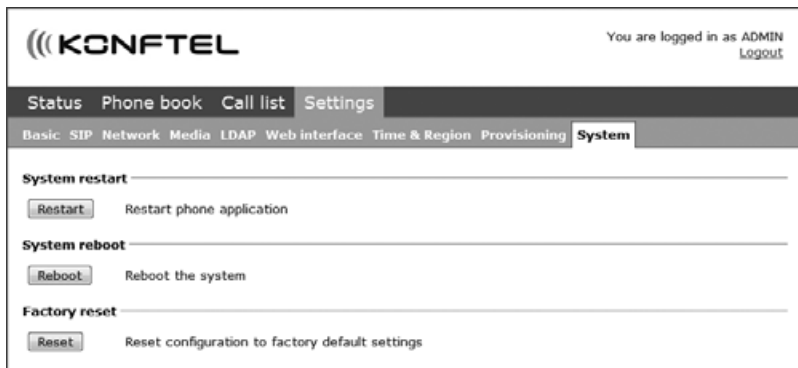 KONFTEL
You are logged in as ADMIN
Logout
Status Phone book Call list Settings
Basic SIP Network Media LDAP Web interface Time & Region Provisioning System
System restart
Restart Restart phone application
System reboot
Reboot Reboot the system
Factory reset
Reset Reset configuration to factory default settings